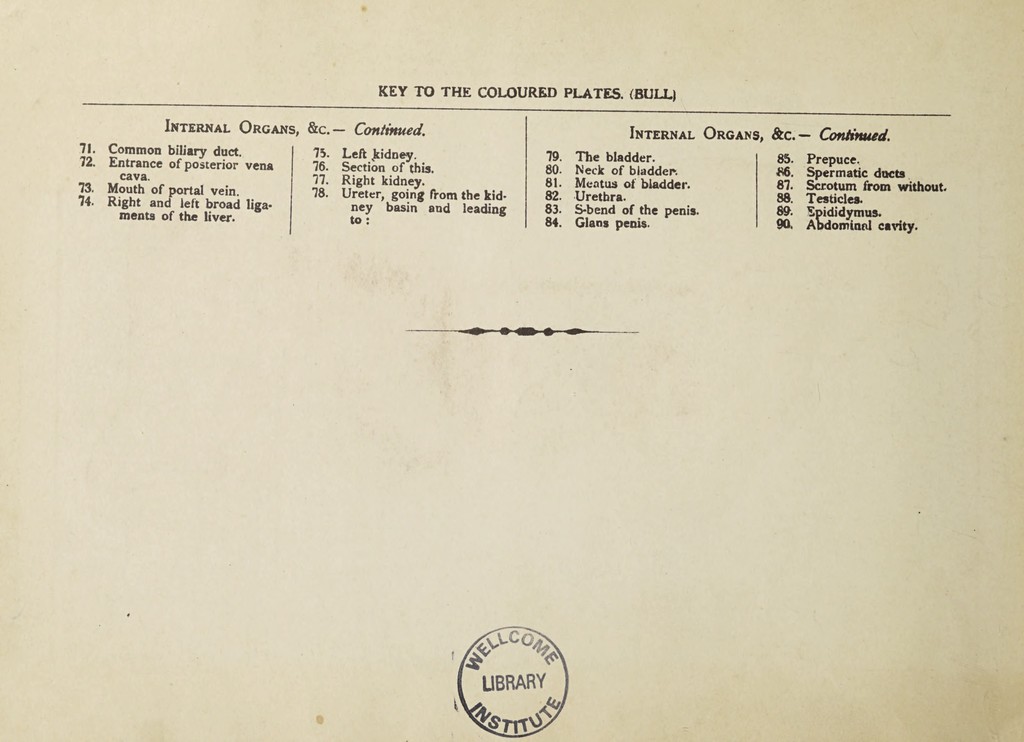 KEY TO THE COLOURED PLATES. (BULL)
INTERNAL ORGANS, &C.— Continued.
71. Common biliary duct.
72. Entrance of posterior vena
cava.
73. Mouth of portal vein.
74. Right and left broad liga-
ments of the liver.
75. Left kidney.
76. Section of this.
77. Right kidney.
78. Ureter, going from the kid-
ney basin and leading
to :
INTERNAL ORGANS, &C.— Continued.
79. The bladder.
80. Neck of bladder.
81. Meatus of bladder.
82. Urethra.
83. S-bend of the penis.
84. Glans penis.
85. Prepuce.
86. Spermatic ducts
87. Scrotum from without.
88. Testicles.
89. Epididymus.
90. Abdominal cavity.
WELLCOME
LIBRARY
INSTITUTE